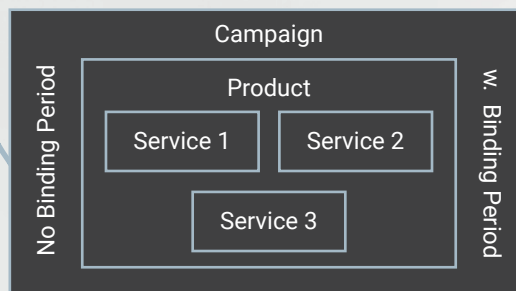 Campaign
No Binding Period
Product
Service 1
Service 2
Service 3
w. Binding Period